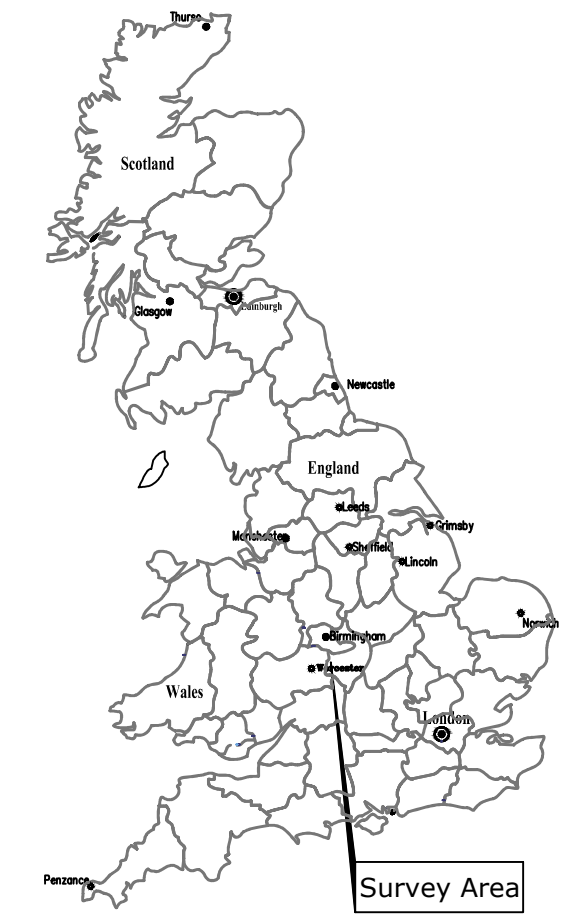 Thurso
Scotland
Edinburgh
Glasgow
Newcastle
England
Leeds
Grimsby
Manchester
Sheffield
Lincoln
Norwich
Birmingham
Worcester
Wales
London
Penzance
Survey Area